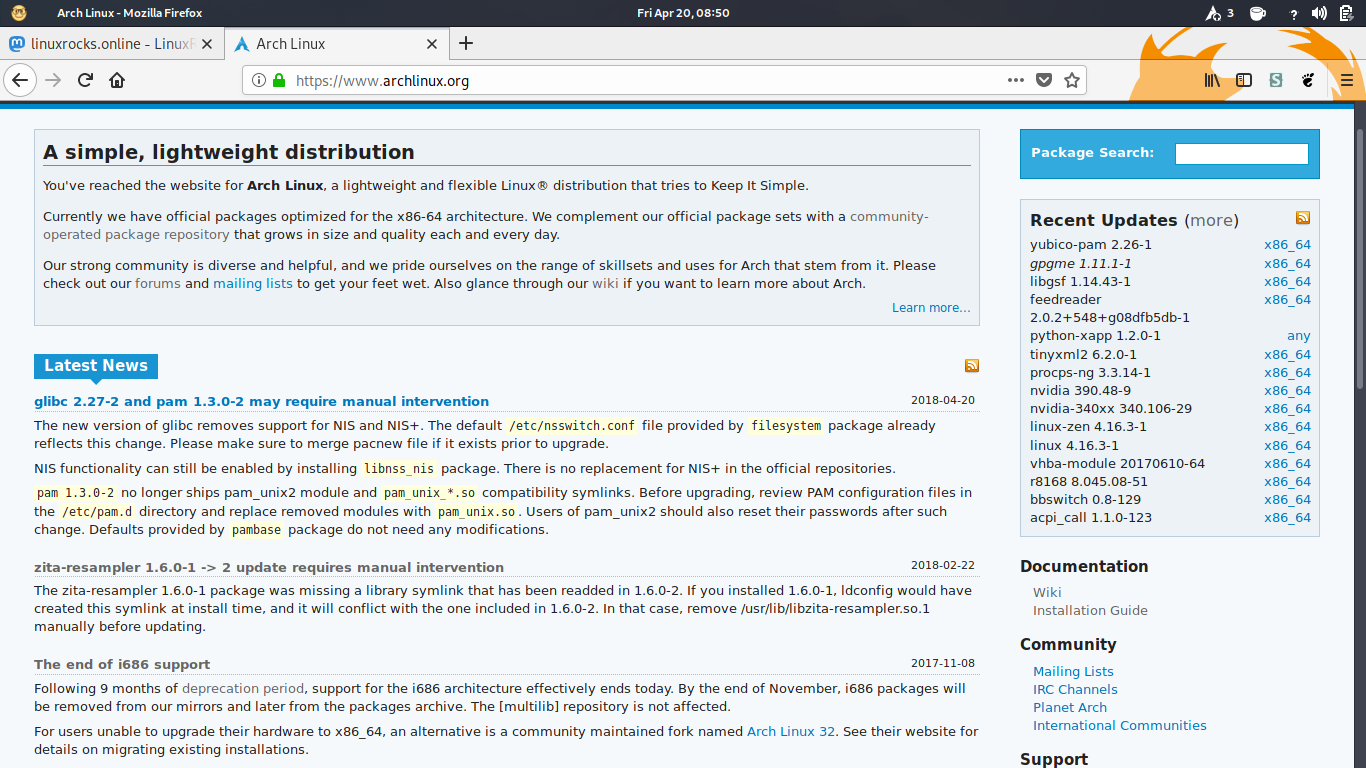 Arch Linux - Mozilla Firefox
Fri Apr 20, 08:50
3
?
linuxrocks.online - Linux
Arch Linux
https://www.archlinux.org
S
A simple, lightweight distribution
You've reached the website for Arch Linux, a lightweight and flexible Linux® distribution that tries to Keep It Simple.
Currently we have official packages optimized for the x86-64 architecture. We complement our official package sets with a community-
operated package repository that grows in size and quality each and every day.
Our strong community is diverse and helpful, and we pride ourselves on the range of skillsets and uses for Arch that stem from it. Please
check out our forums and mailing lists to get your feet wet. Also glance through our wiki if you want to learn more about Arch.
Learn more...
Latest News
glibc 2.27-2 and pam 1.3.0-2 may require manual intervention
2018-04-20
The new version of glibc removes support for NIS and NIS+. The default /etc/nsswitch.conf file provided by filesystem package already
reflects this change. Please make sure to merge pacnew file if it exists prior to upgrade.
NIS functionality can still be enabled by installing libnss_nis package. There is no replacement for NIS+ in the official repositories.
pam 1.3.0-2 no longer ships pam_unix2 module and pam_unix_*.so compatibility symlinks. Before upgrading, review PAM configuration files in
the /etc/pam.d directory and replace removed modules with pam_unix.so. Users of pam_unix2 should also reset their passwords after such
change. Defaults provided by pambase package do not need any modifications.
zita-resampler 1.6.0-1 -> 2 update requires manual intervention
2018-02-22
The zita-resampler 1.6.0-1 package was missing a library symlink that has been readded in 1.6.0-2. If you installed 1.6.0-1, ldconfig would have
created this symlink at install time, and it will conflict with the one included in 1.6.0-2. In that case, remove /usr/lib/libzita-resampler.so.1
manually before updating.
The end of i686 support
2017-11-08
Following 9 months of deprecation period, support for the i686 architecture effectively ends today. By the end of November, i686 packages will
be removed from our mirrors and later from the packages archive. The [multilib] repository is not affected.
For users unable to upgrade their hardware to x86_64, an alternative is a community maintained fork named Arch Linux 32. See their website for
details on migrating existing installations.
Package Search:
Recent Updates (more)
yubico-pam 2.26-1 x86_64
gpgme 1.11.1-1 x86_64
libgsf 1.14.43-1 x86_64
feedreader x86_64
2.0.2+548+g08dfb5db-1
python-xapp 1.2.0-1 any
tinyxml2 6.2.0-1 x86_64
procps-ng 3.3.14-1 x86_64
nvidia 390.48-9 x86_64
nvidia-340xx 340.106-29 x86_64
linux-zen 4.16.3-1 x86_64
linux 4.16.3-1 x86_64
vhba-module 20170610-64 x86_64
r8168 8.045.08-51 x86_64
bbswitch 0.8-129 x86_64
acpi_call 1.1.0-123 x86_64
Documentation
Wiki
Installation Guide
Community
Mailing Lists
IRC Channels
Planet Arch
International Communities
Support